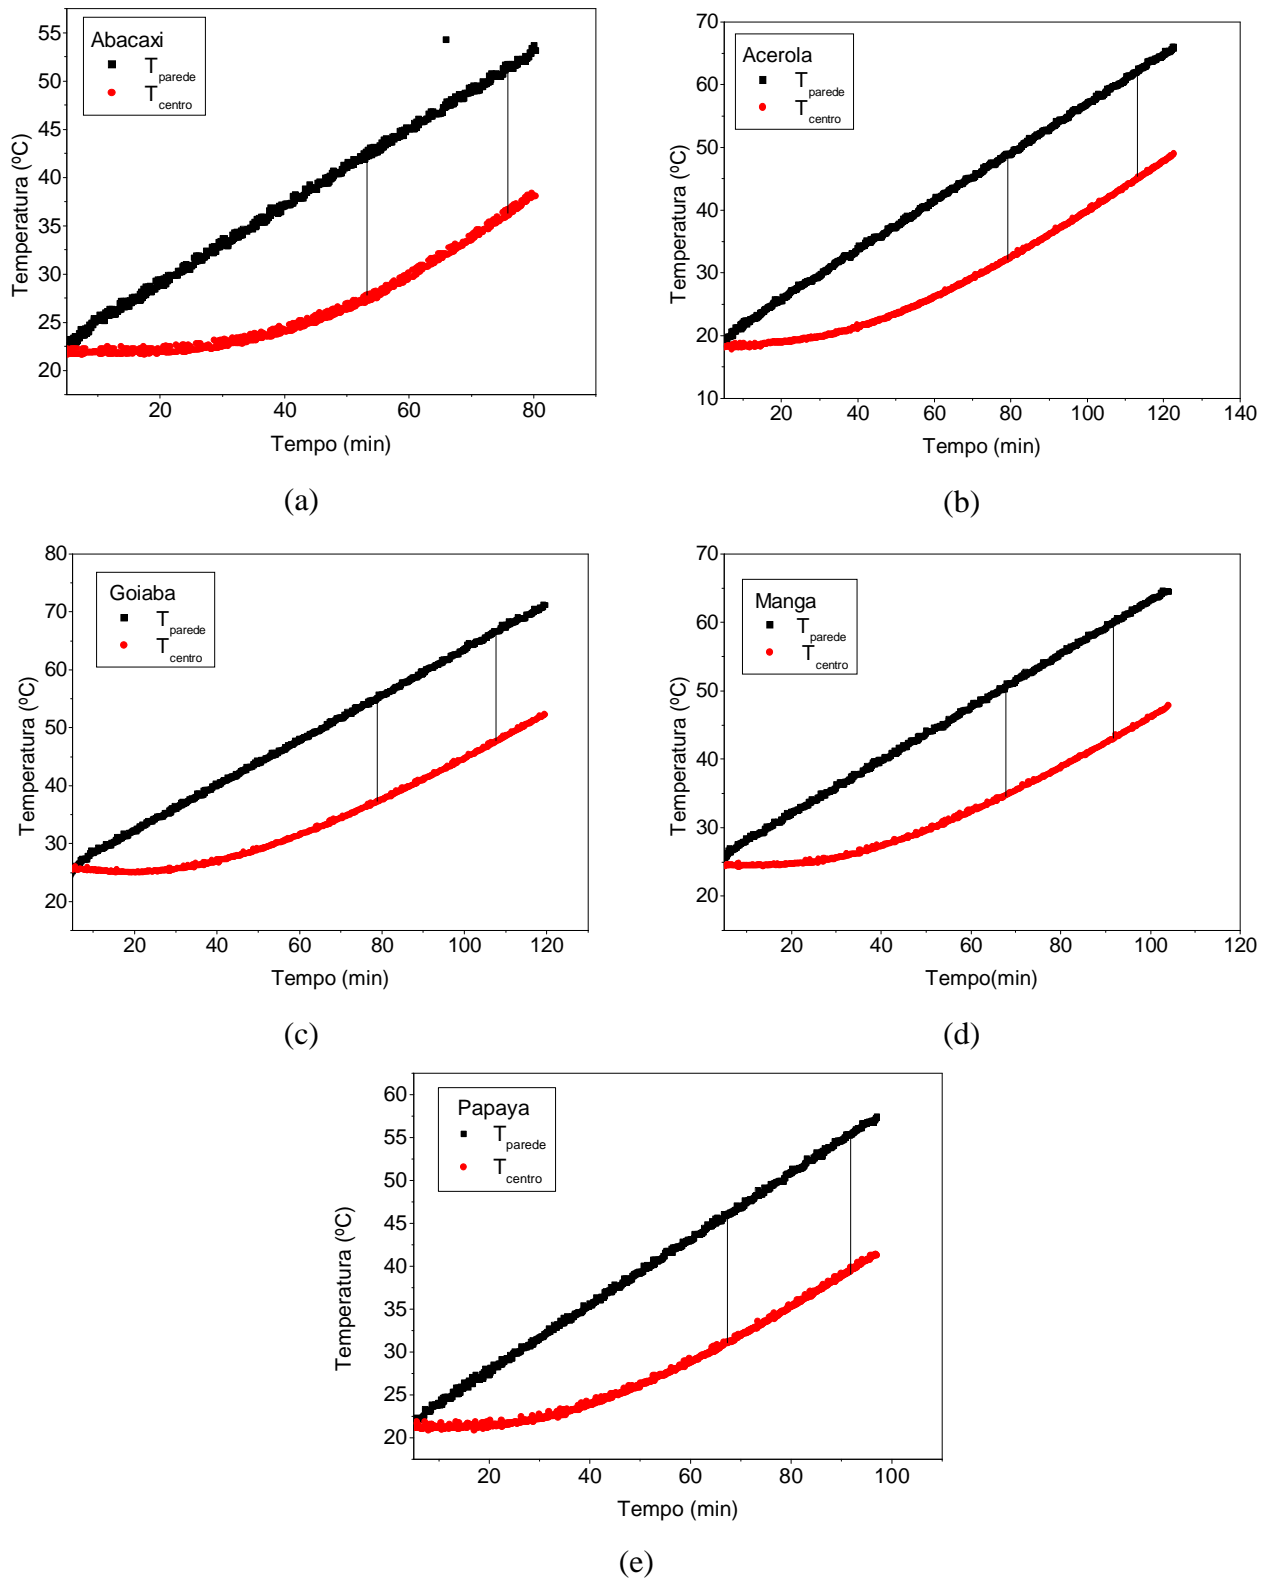 Abacaxi
T parede
T centro
55
50
45
40
35
30
25
20
Temperatura (ºC)
20 40 60 80
Tempo (min)
(a)
Acerola
T parede
T centro
70
60
50
40
30
20
10
Temperatura (ºC)
20 40 60 80 100 120 140
Tempo (min)
(b)
Goiaba
T parede
T centro
80
70
60
50
40
30
20
Temperatura (ºC)
20 40 60 80 100 120
Tempo (min)
(c)
Manga
T parede
T centro
70
60
50
40
30
20
Temperatura (ºC)
20 40 60 80 100 120
Tempo(min)
(d)
Papaya
T parede
T centro
60
55
50
45
40
35
30
25
20
Temperatura (ºC)
20 40 60 80 100
Tempo (min)
(e)